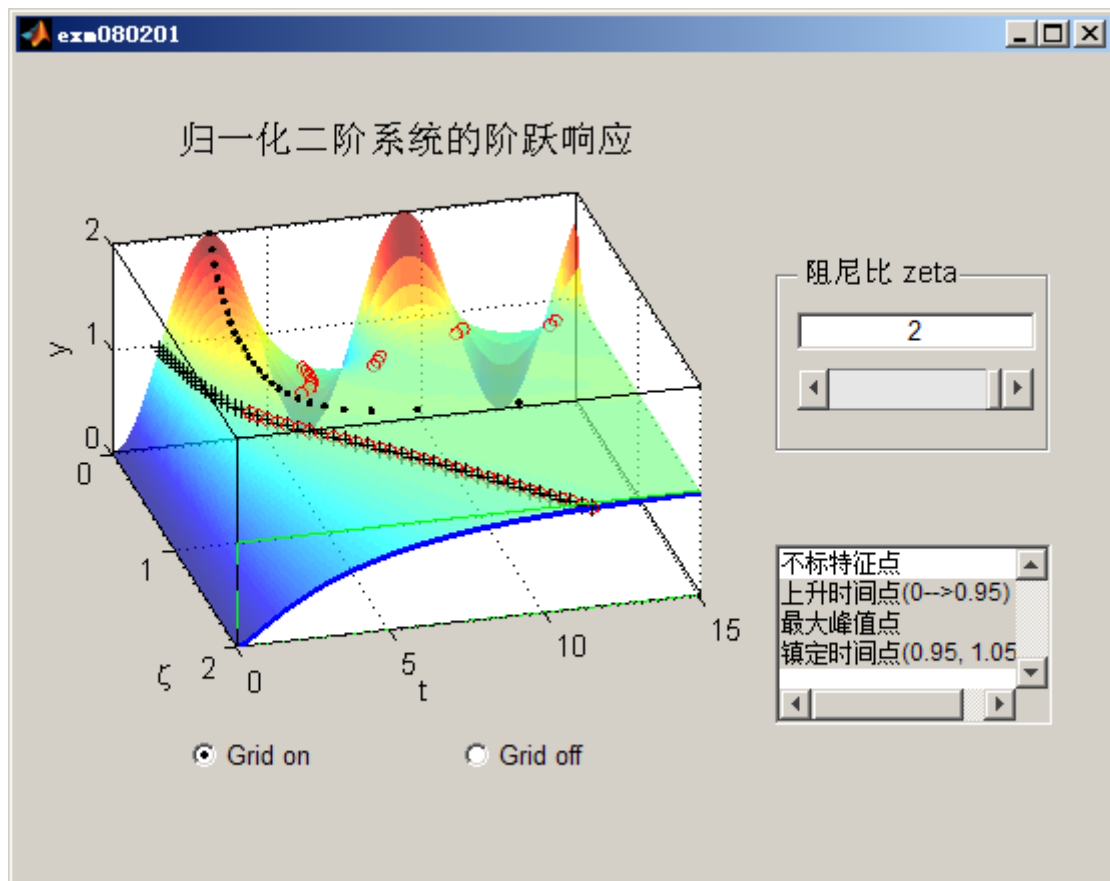 exm080201
归一化二阶系统的阶跃响应
2
1
0
y
0
1
2
ζ
0
5
10
15
t
阻尼比 zeta
2
不标特征点
上升时间点(0-->0.95)
最大峰值点
镇定时间点(0.95, 1.05
Grid on
Grid off